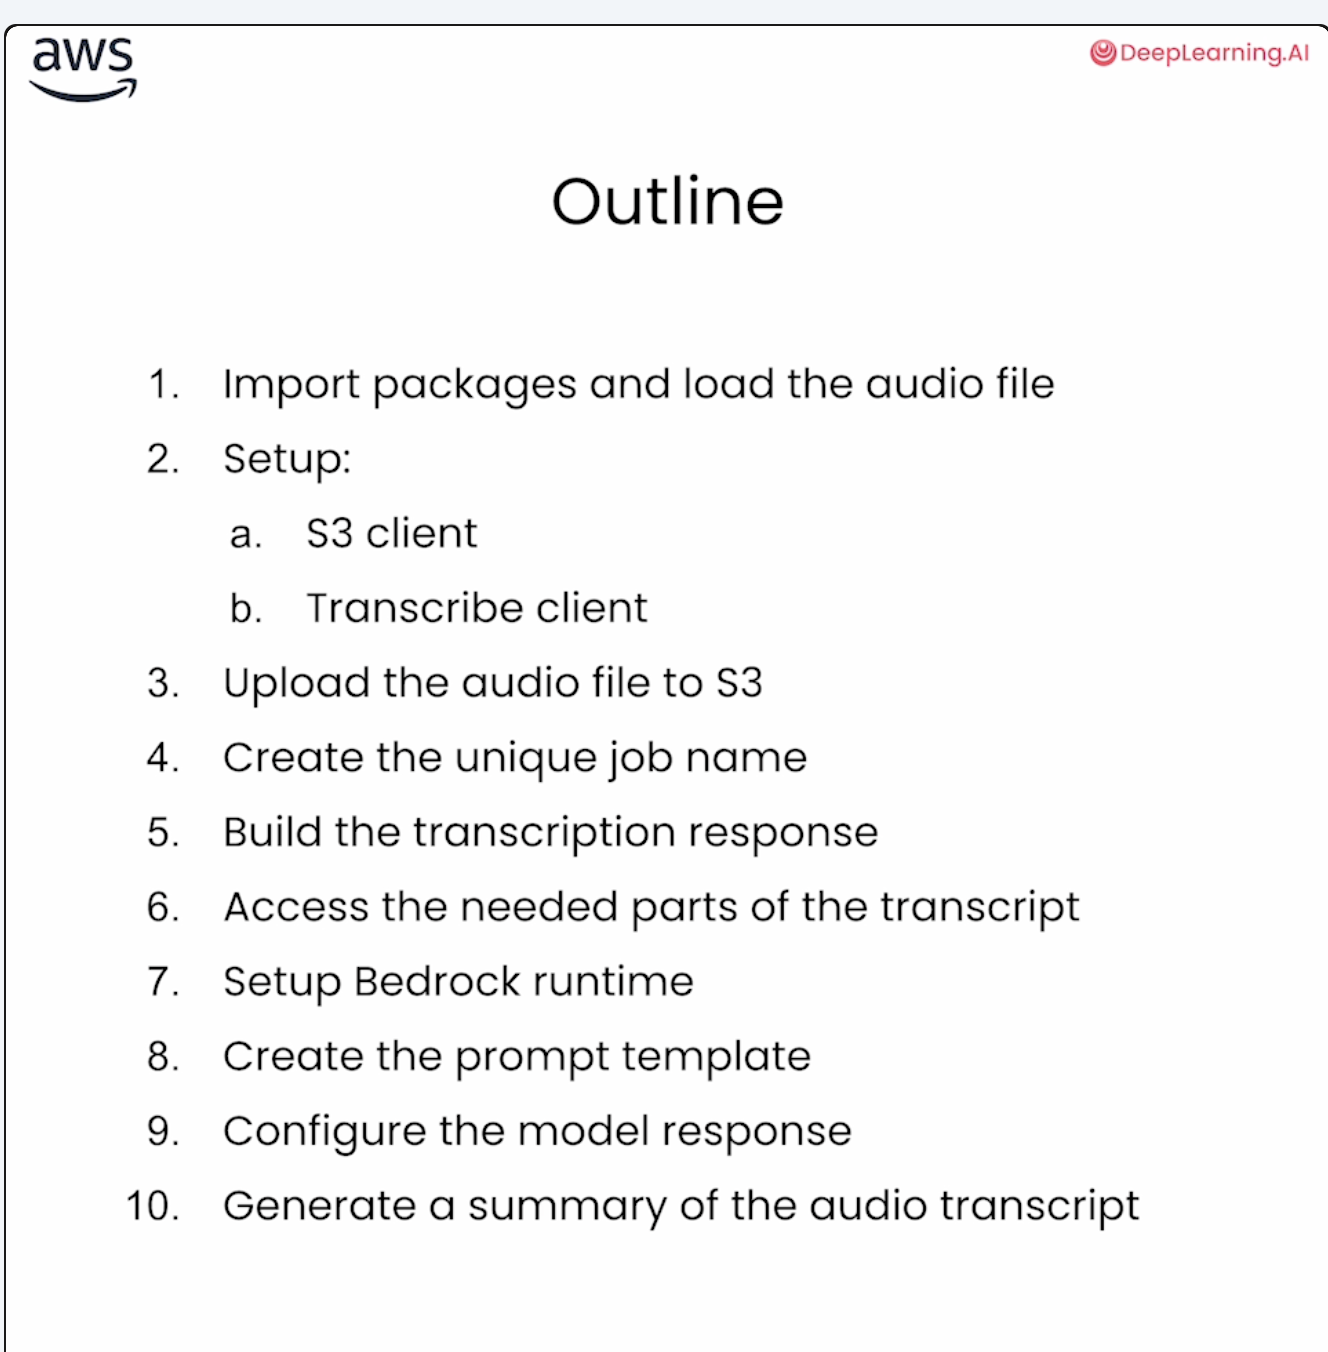 aws
DeepLearning.AI
Outline
1. Import packages and load the audio file
2. Setup:
a. S3 client
b. Transcribe client
3. Upload the audio file to S3
4. Create the unique job name
5. Build the transcription response
6. Access the needed parts of the transcript
7. Setup Bedrock runtime
8. Create the prompt template
9. Configure the model response
10. Generate a summary of the audio transcript